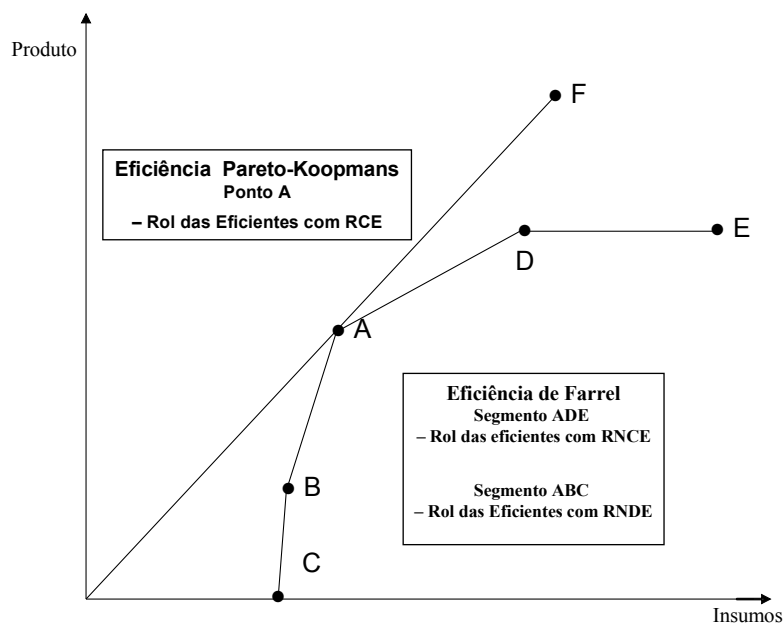 Produto
F
Eficiência Pareto-Koopmans
Ponto A
– Rol das Eficientes com RCE
E
D
A
Eficiência de Farrel
Segmento ADE
– Rol das eficientes com RNCE
Segmento ABC
– Rol das Eficientes com RNDE
B
C
Insumos